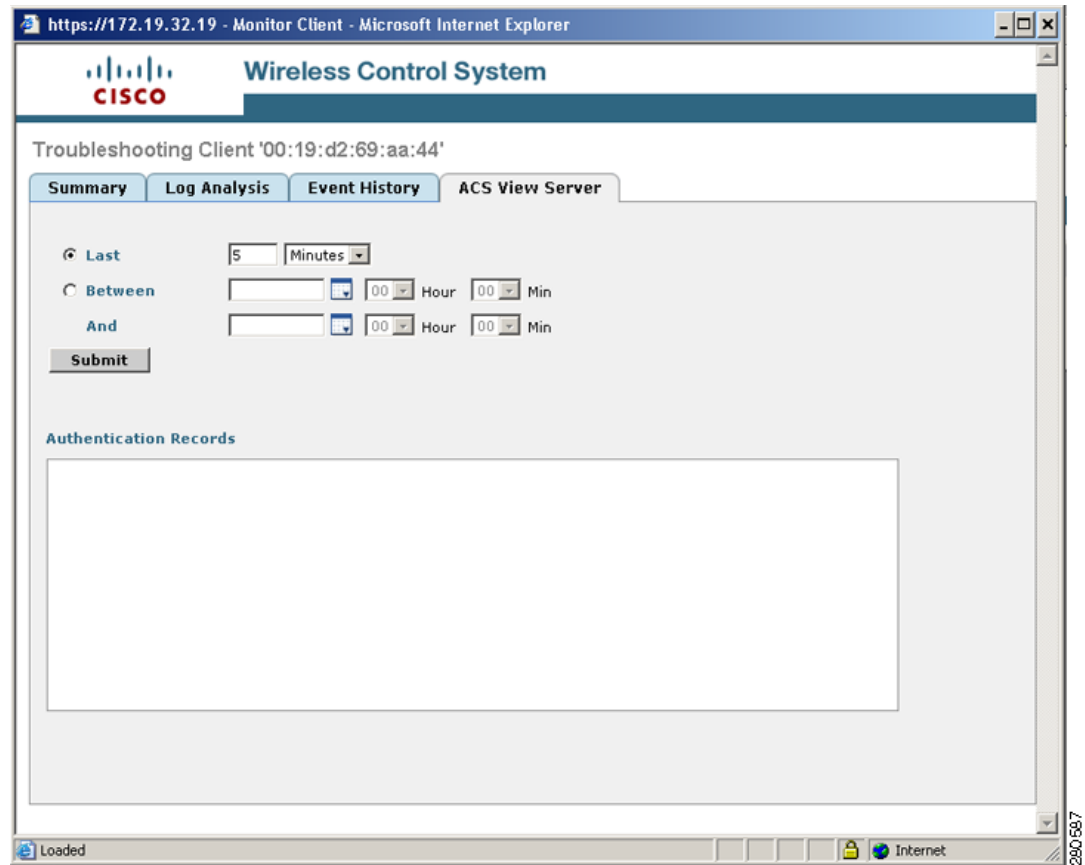 https://172.19.32.19 - Monitor Client - Microsoft Internet Explorer
CISCO
Wireless Control System
Troubleshooting Client '00:19:d2:69:aa:44'
Summary Log Analysis Event History ACS View Server
Last 5 Minutes
Between 00 Hour 00 Min
And 00 Hour 00 Min
Submit
Authentication Records
Loaded Internet
280587